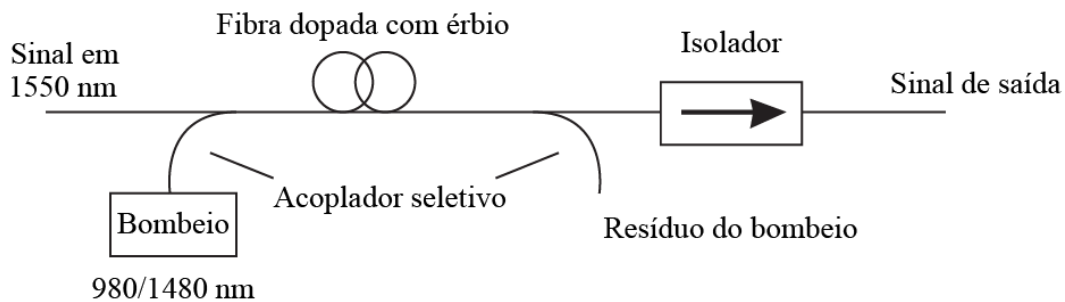 Fibra dopada com érbio
Sinal em
1550 nm
Isolador
Sinal de saída
Acoplador seletivo
Bombeio
Resíduo do bombeio
980/1480 nm